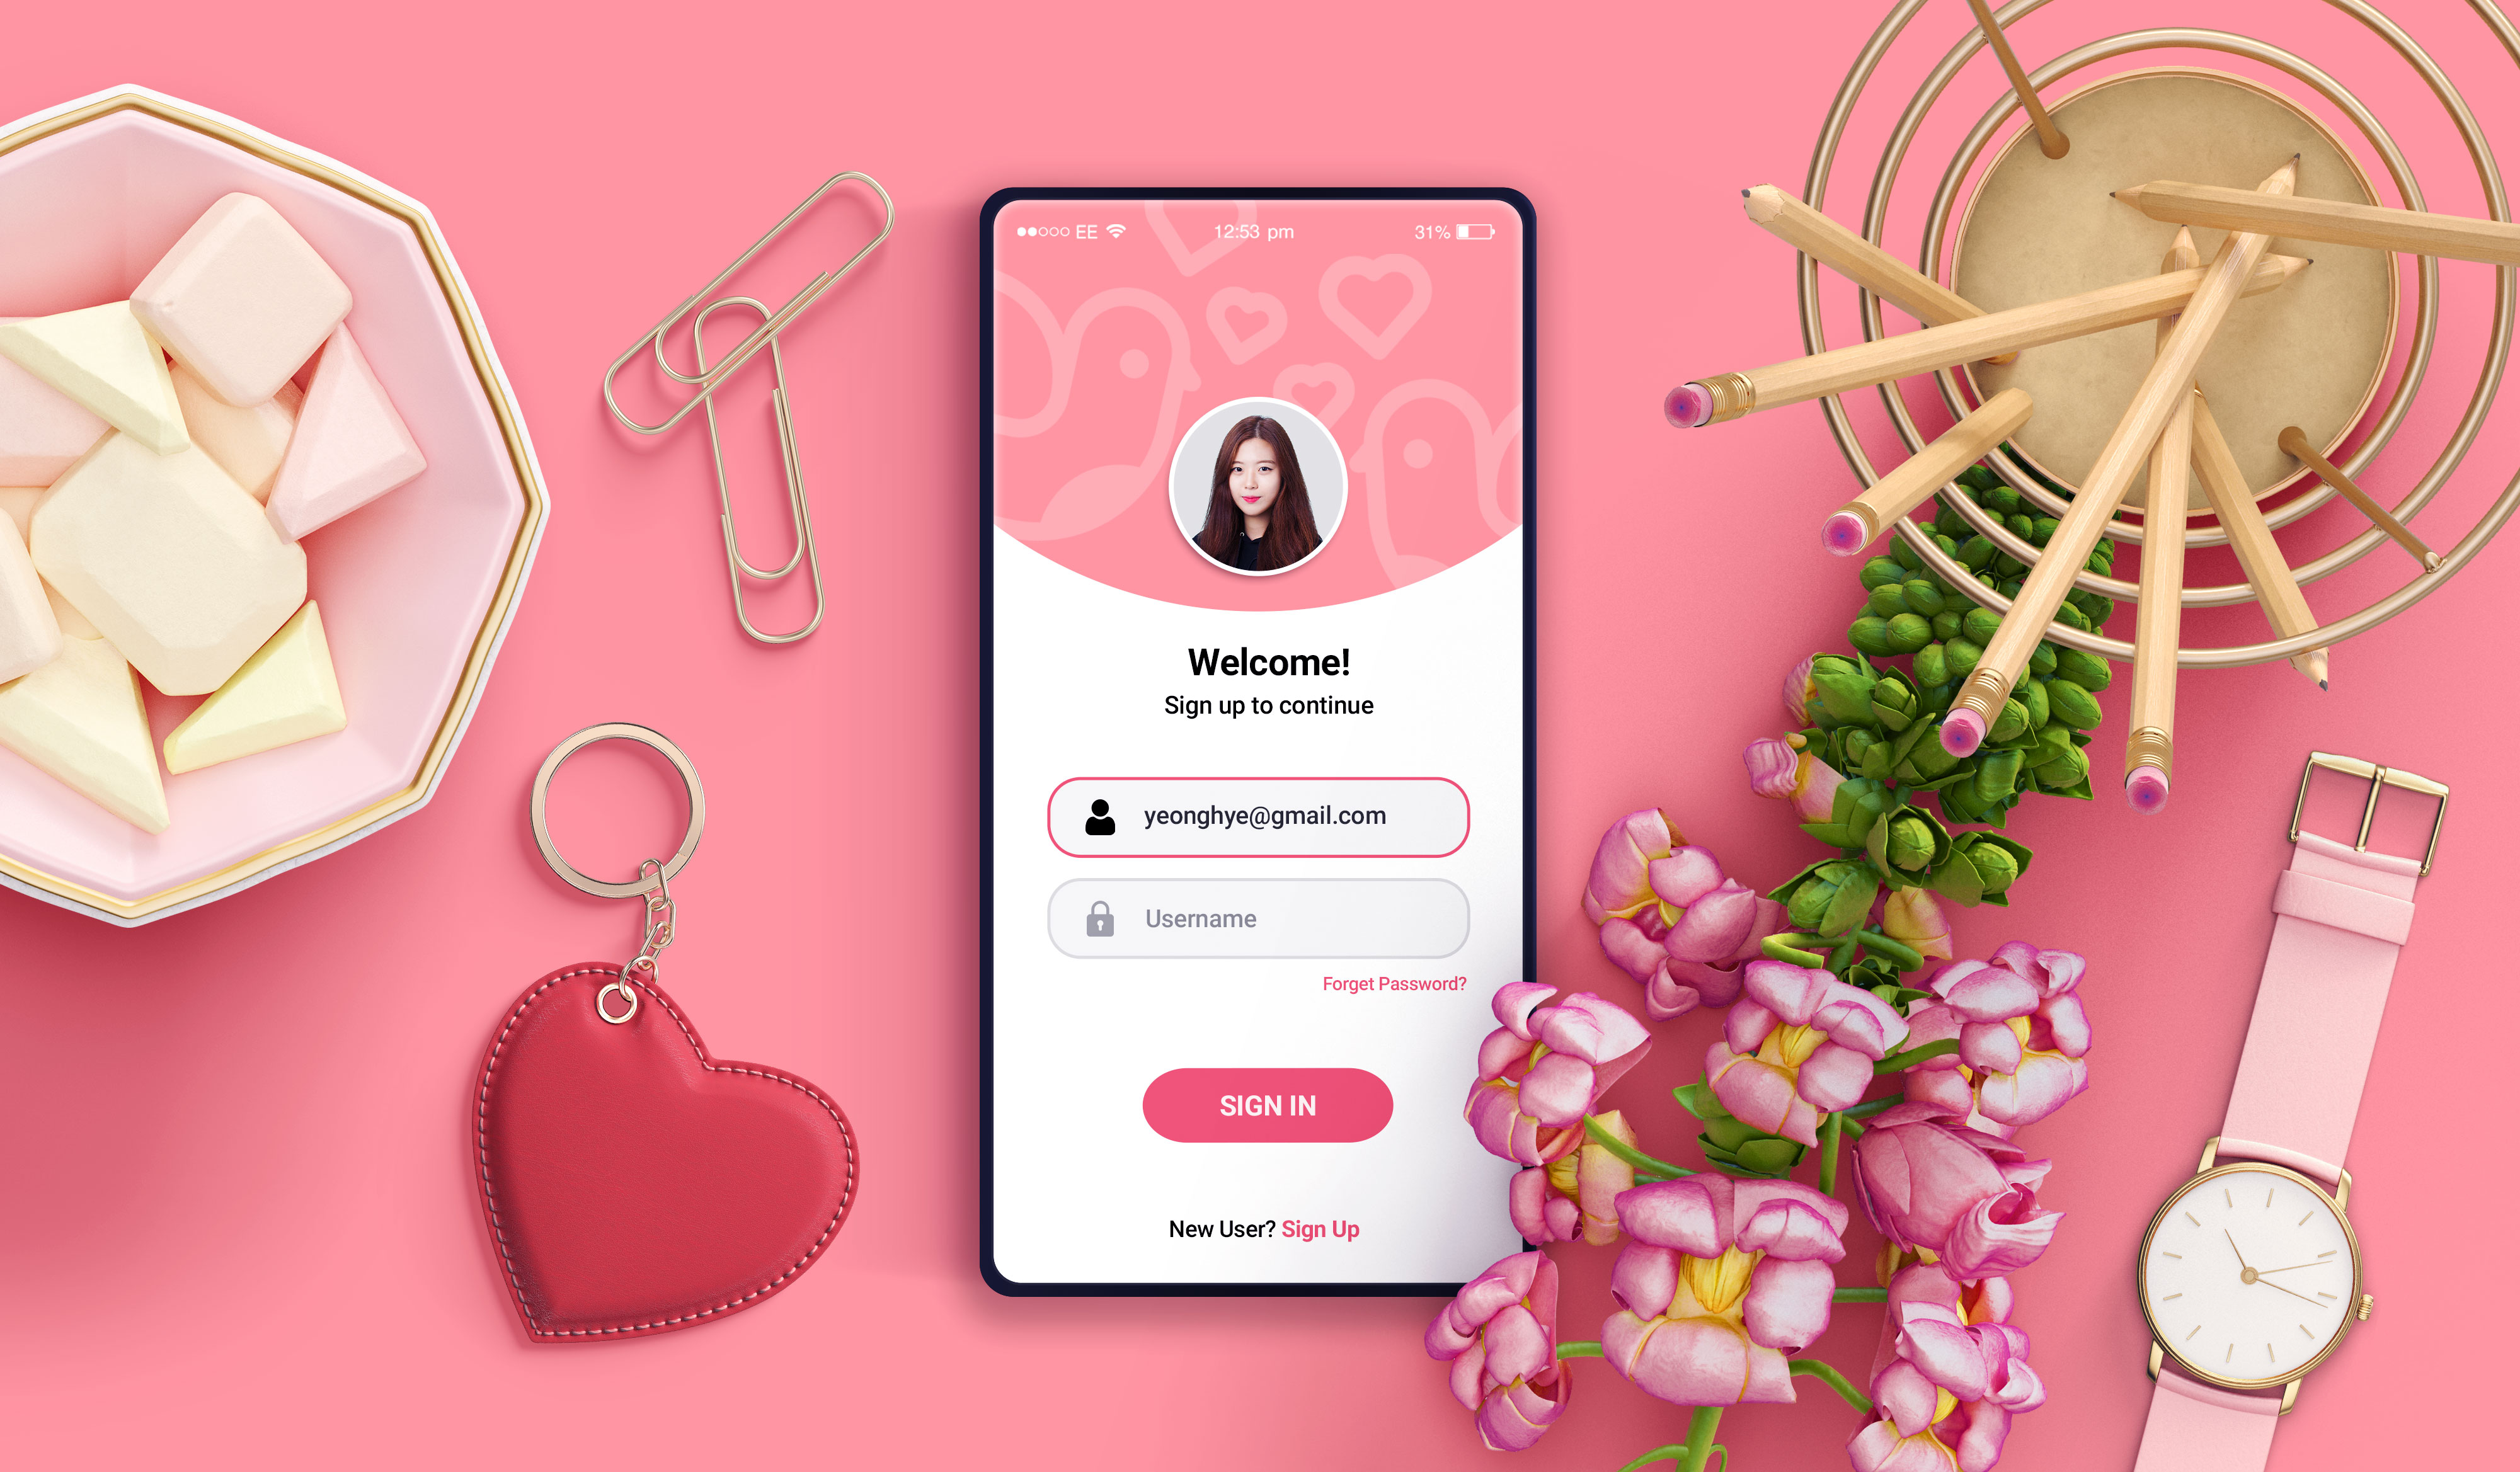 EE 12:53 pm 31%
Welcome!
Sign up to continue
yeonghye@gmail.com
Username
Forget Password?
SIGN IN
New User? Sign Up